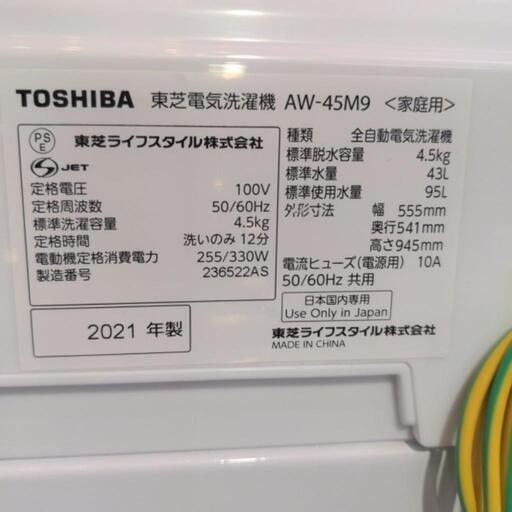 TOSHIBA 東芝電気洗濯機 AW-45M9 <家庭用>
PS
E
東芝ライフスタイル株式会社
JET
定格電圧 100V
定格周波数 50/60Hz
標準洗濯容量 4.5kg
定格時間 洗いのみ 12分
電動機定格消費電力 255/330W
製造番号 236522AS
2021 年製
種類 全自動電気洗濯機
標準脱水容量 4.5kg
標準水量 43L
標準使用水量 95L
外形寸法 幅 555mm
奥行541mm
高さ945mm
電流ヒューズ(電源用) 10A
50/60Hz 共用
日本国内専用
Use Only in Japan
東芝ライフスタイル株式会社
MADE IN CHINA